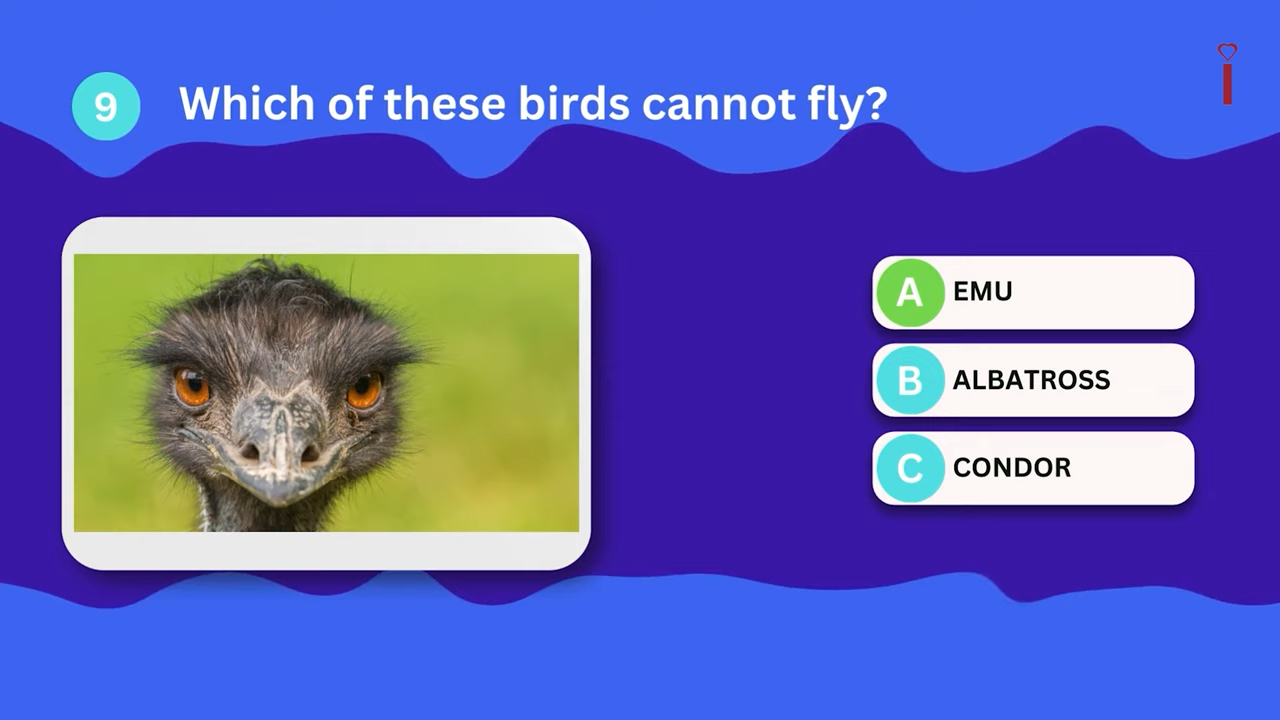 9
Which of these birds cannot fly?
A
EMU
B
ALBATROSS
C
CONDOR